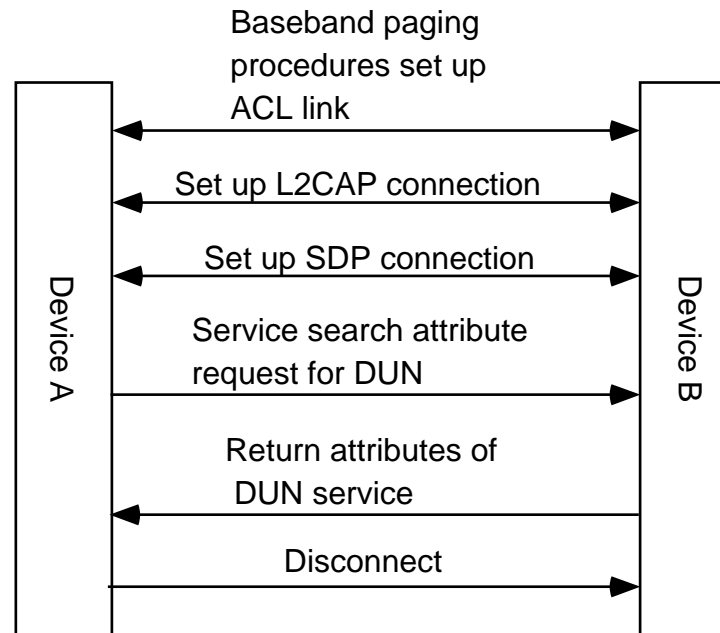 Baseband paging
procedures set up
ACL link
Set up L2CAP connection
Set up SDP connection
Device A
Device B
Service search attribute
request for DUN
Return attributes of
DUN service
Disconnect